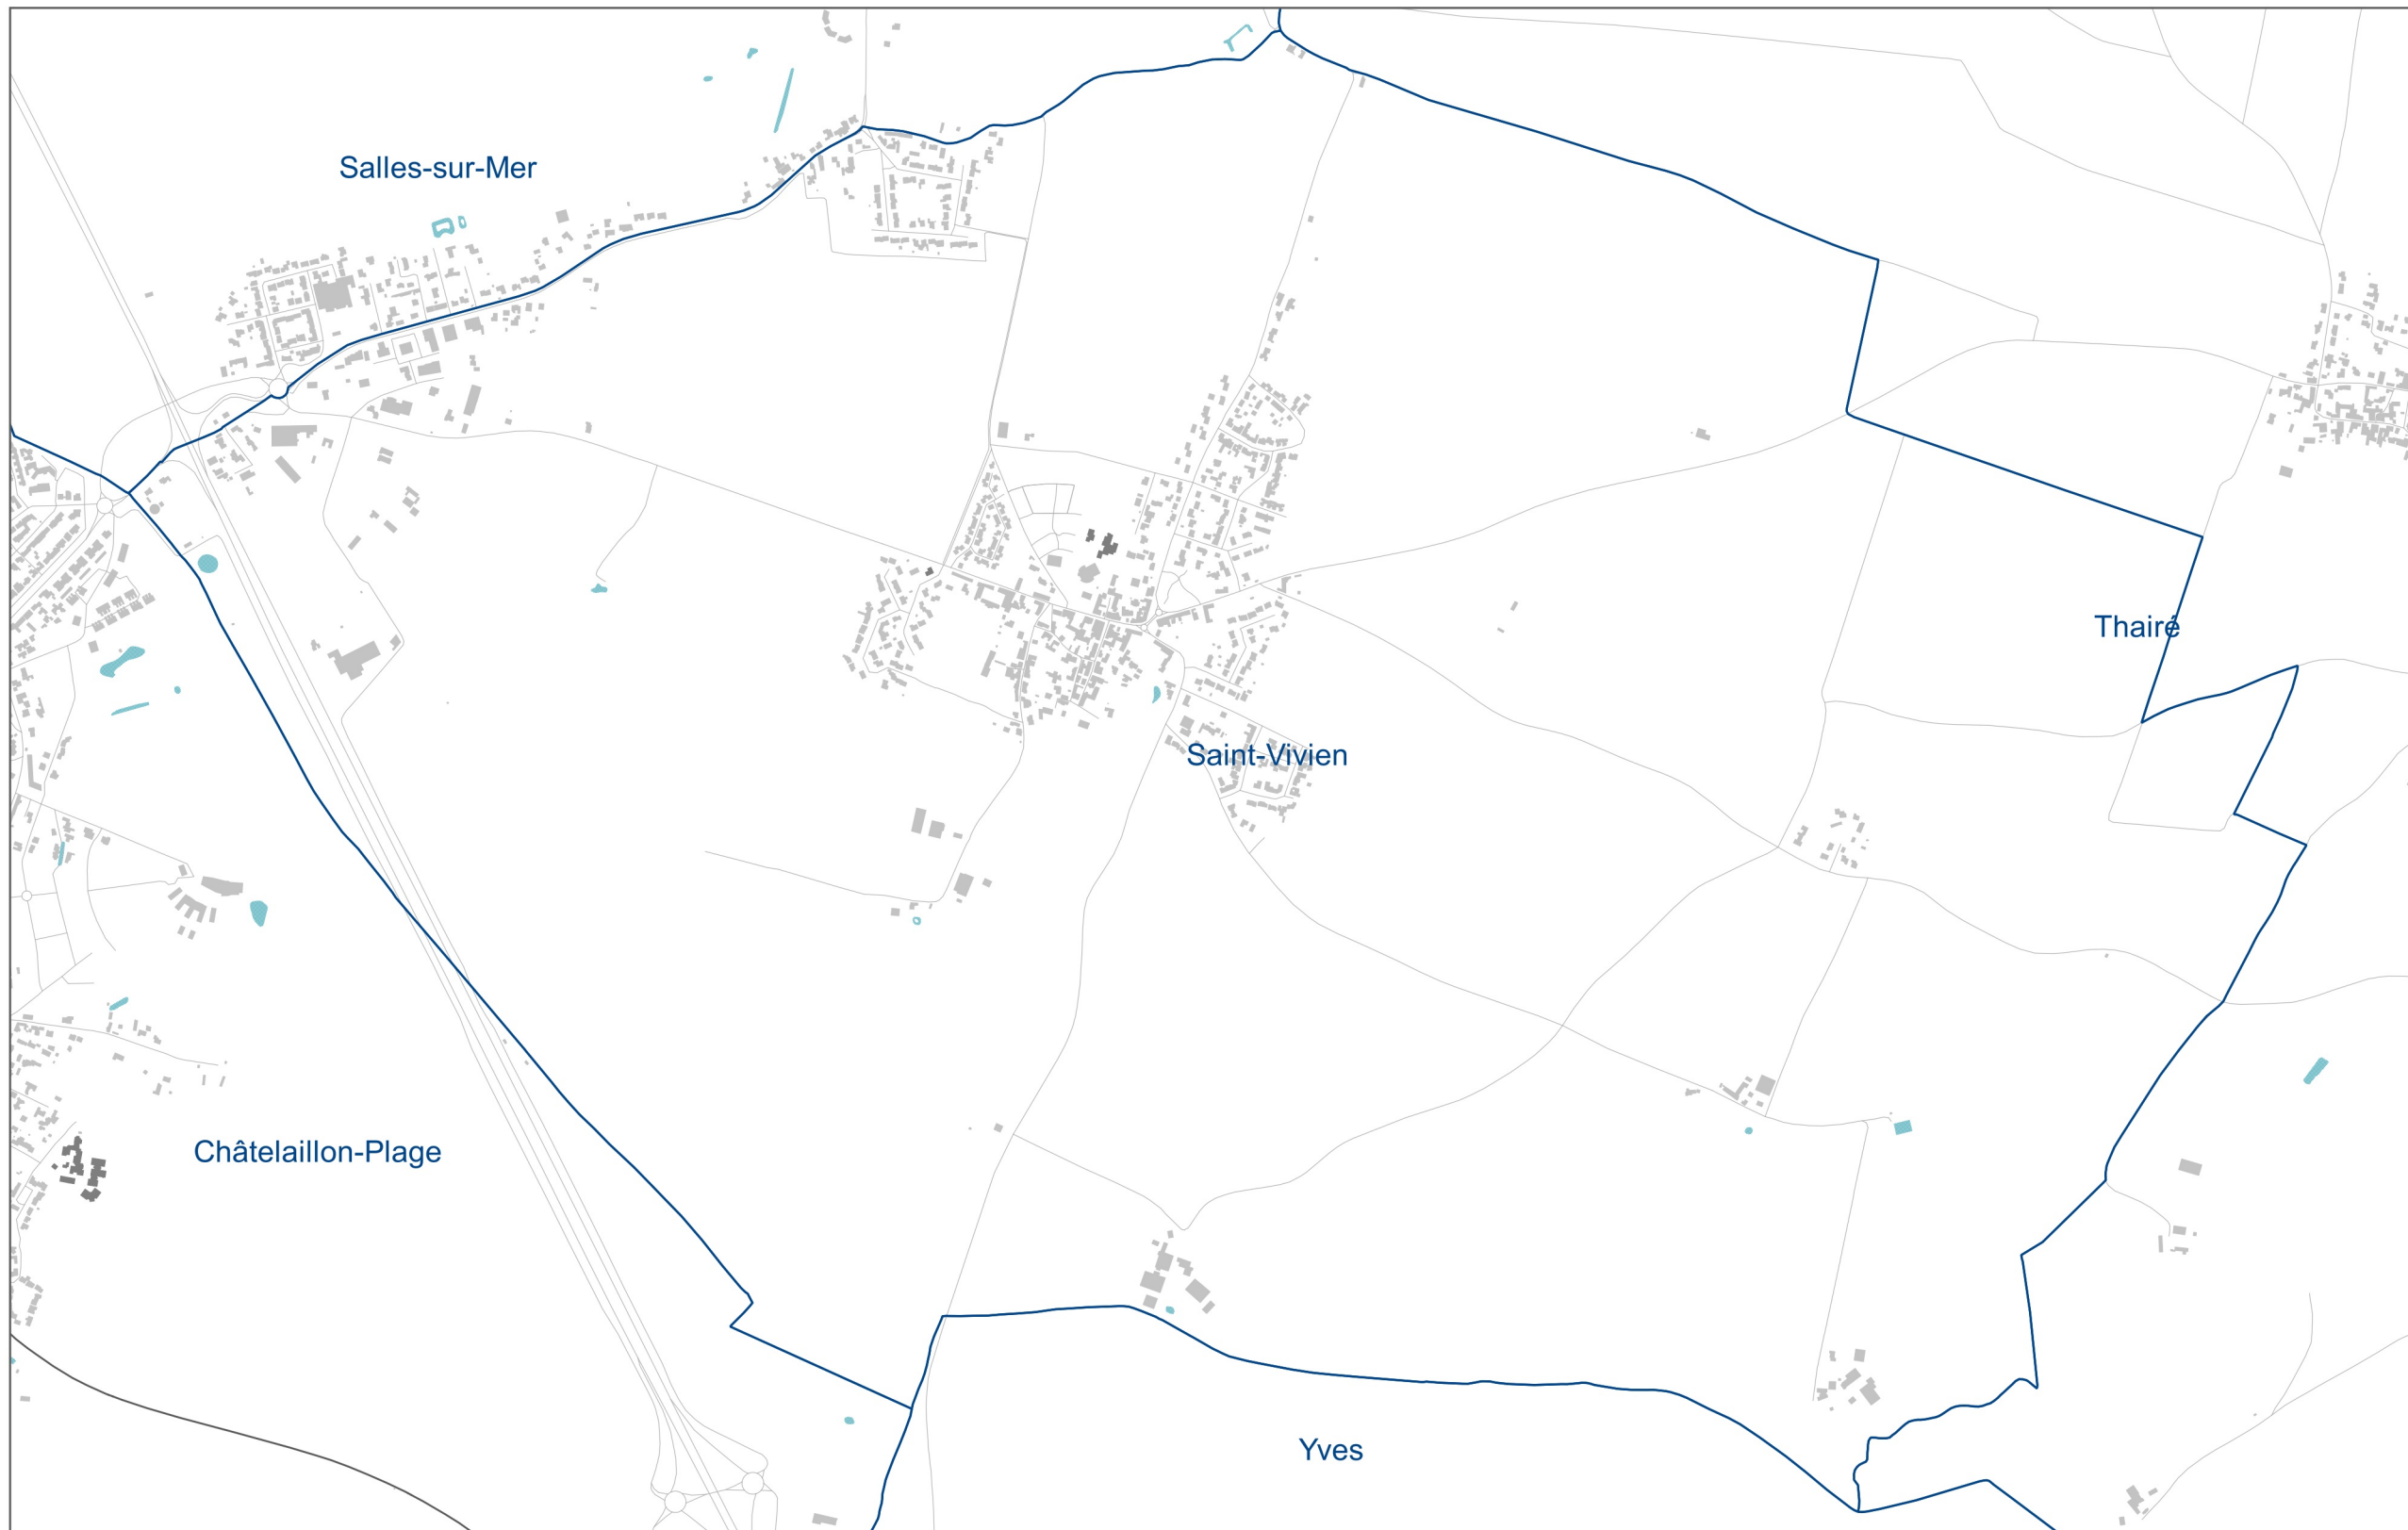 Salles-sur-Mer
Thairé
Saint-Vivien
Châtelaillon-Plage
Yves